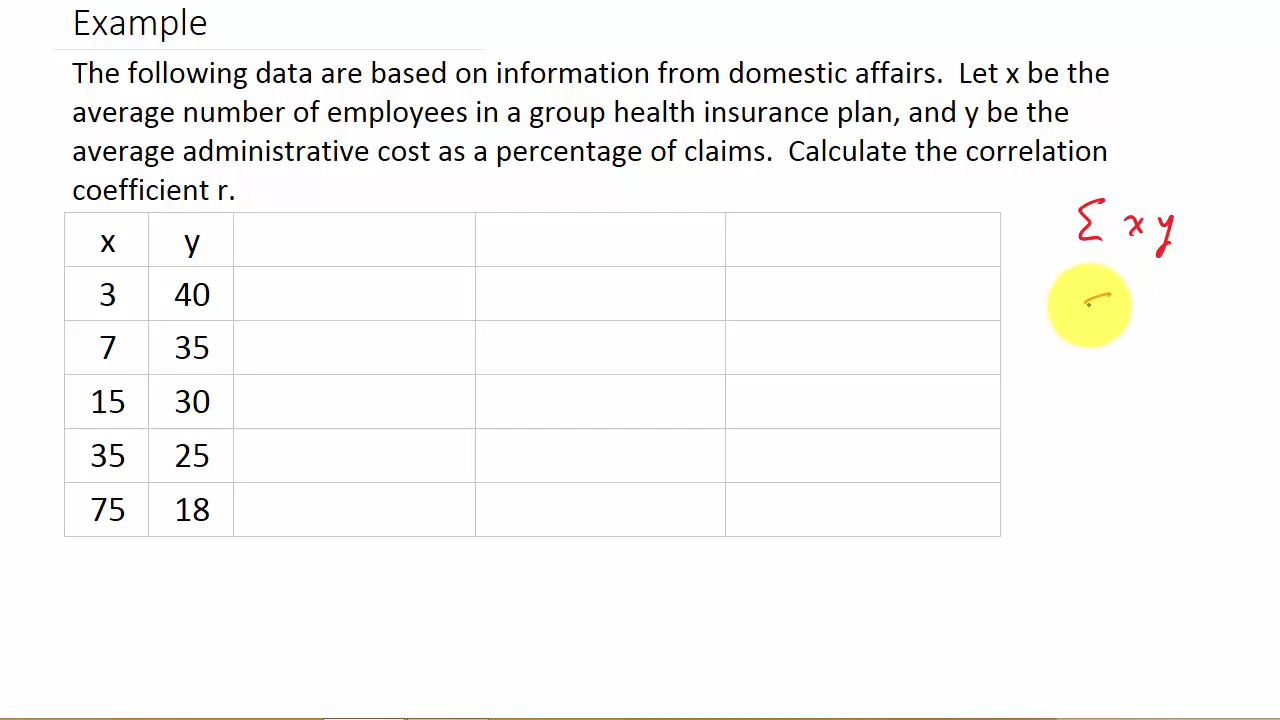 Example
The following data are based on information from domestic affairs. Let x be the
average number of employees in a group health insurance plan, and y be the
average administrative cost as a percentage of claims. Calculate the correlation
coefficient r.
Σ x y
x y
3 40
7 35
15 30
35 25
75 18